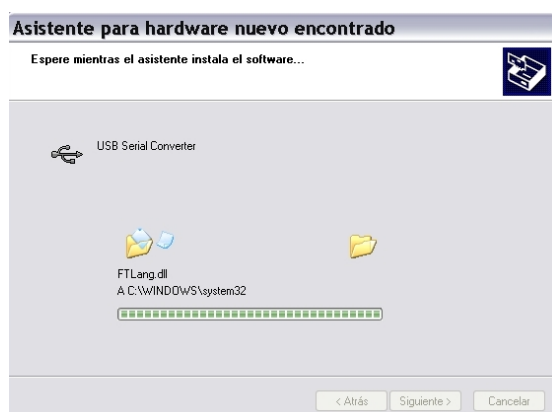 Asistente para hardware nuevo encontrado
Espere mientras el asistente instala el software...
USB Serial Converter
FTLang.dll
A C:\WINDOWS\system32
< Atrás
Siguiente >
Cancelar